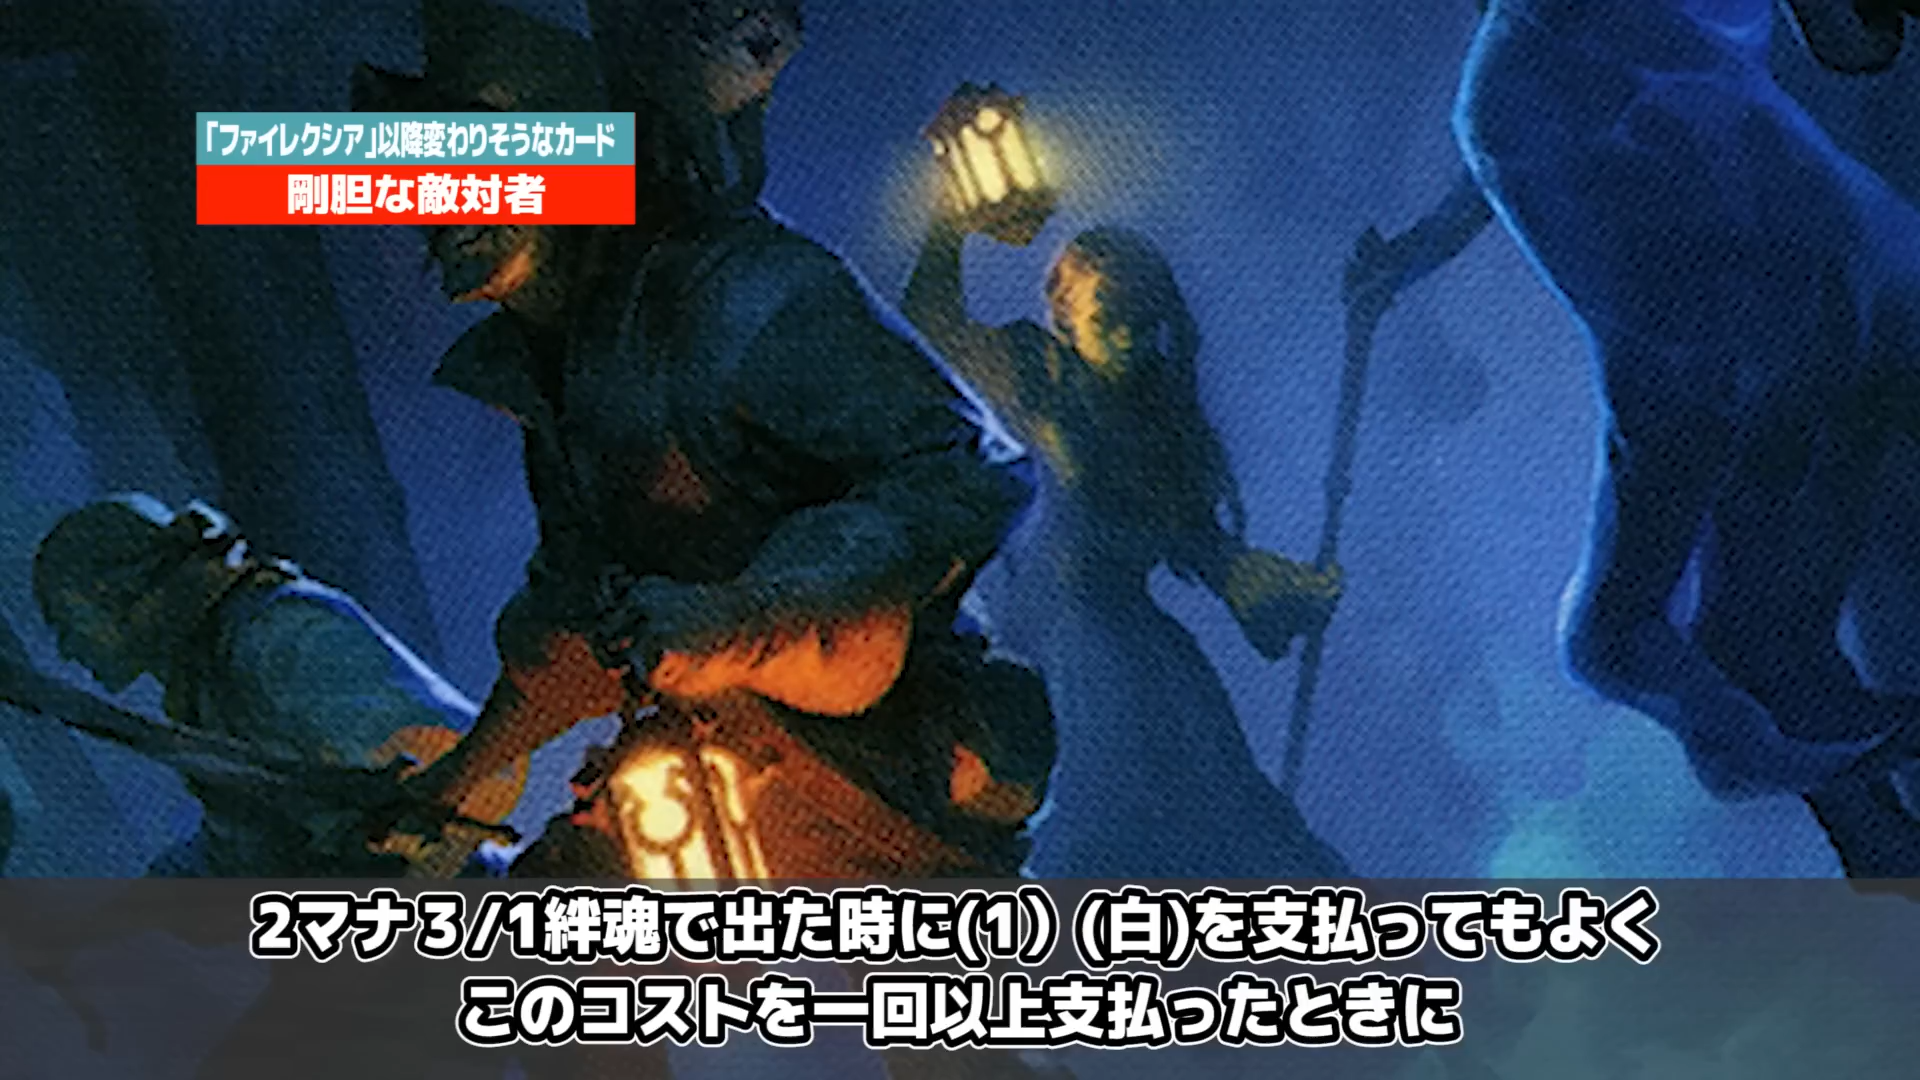 「ファイレクシア」以降変わりそうなカード
剛胆な敵対者
2マナ３/1絆魂で出た時に(1）(白)を支払ってもよく
このコストを一回以上支払ったときに